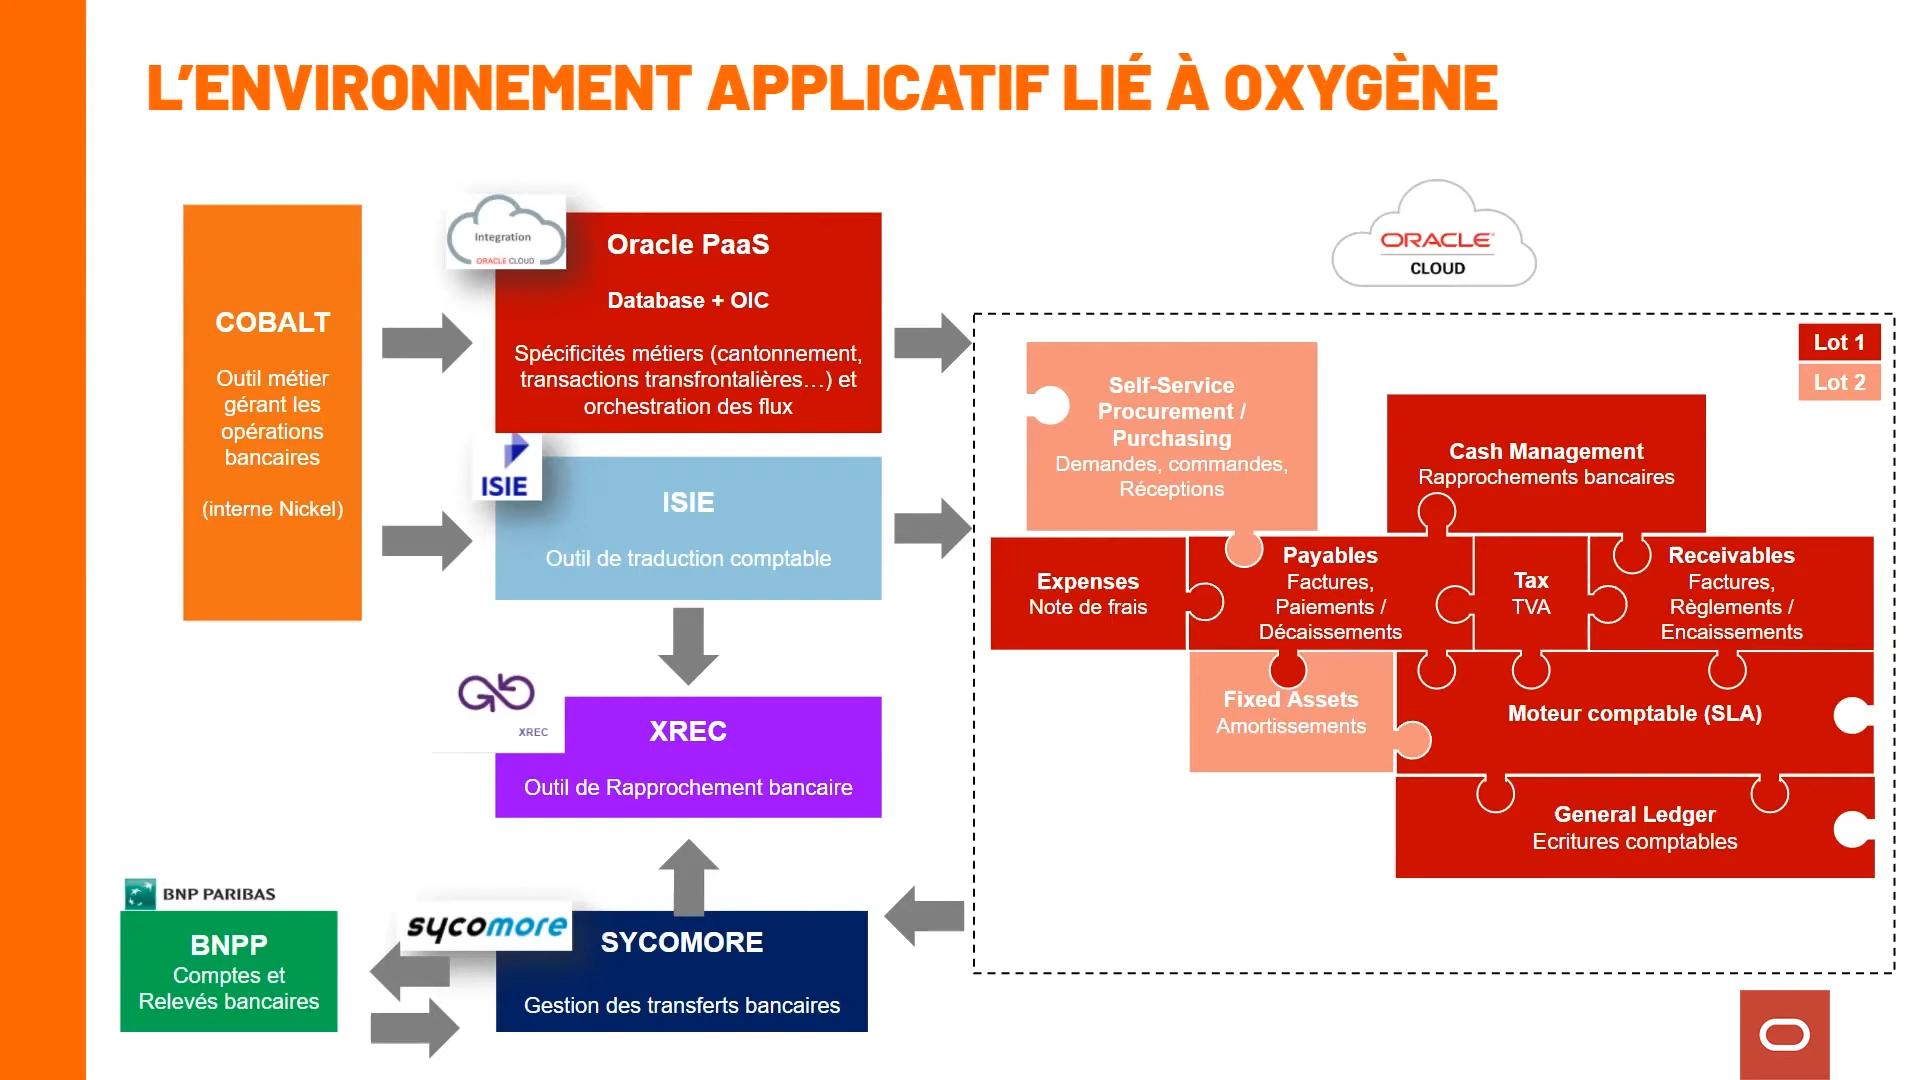 L'ENVIRONNEMENT APPLICATIF LIÉ À OXYGÈNE
COBALT
Outil métier
gérant les
opérations
bancaires
(interne Nickel)
Integration
ORACLE CLOUD
Oracle PaaS
Database + OIC
Spécificités métiers (cantonnement,
transactions transfrontalières…) et
orchestration des flux
ISIE
ISIE
Outil de traduction comptable
XREC
XREC
Outil de Rapprochement bancaire
BNP PARIBAS
BNPP
Comptes et
Relevés bancaires
sycomore
SYCOMORE
Gestion des transferts bancaires
ORACLE
CLOUD
Lot 1
Lot 2
Self-Service
Procurement /
Purchasing
Demandes, commandes,
Réceptions
Cash Management
Rapprochements bancaires
Expenses
Note de frais
Payables
Factures,
Paiements /
Décaissements
Tax
TVA
Receivables
Factures,
Règlements /
Encaissements
Fixed Assets
Amortissements
Moteur comptable (SLA)
General Ledger
Ecritures comptables